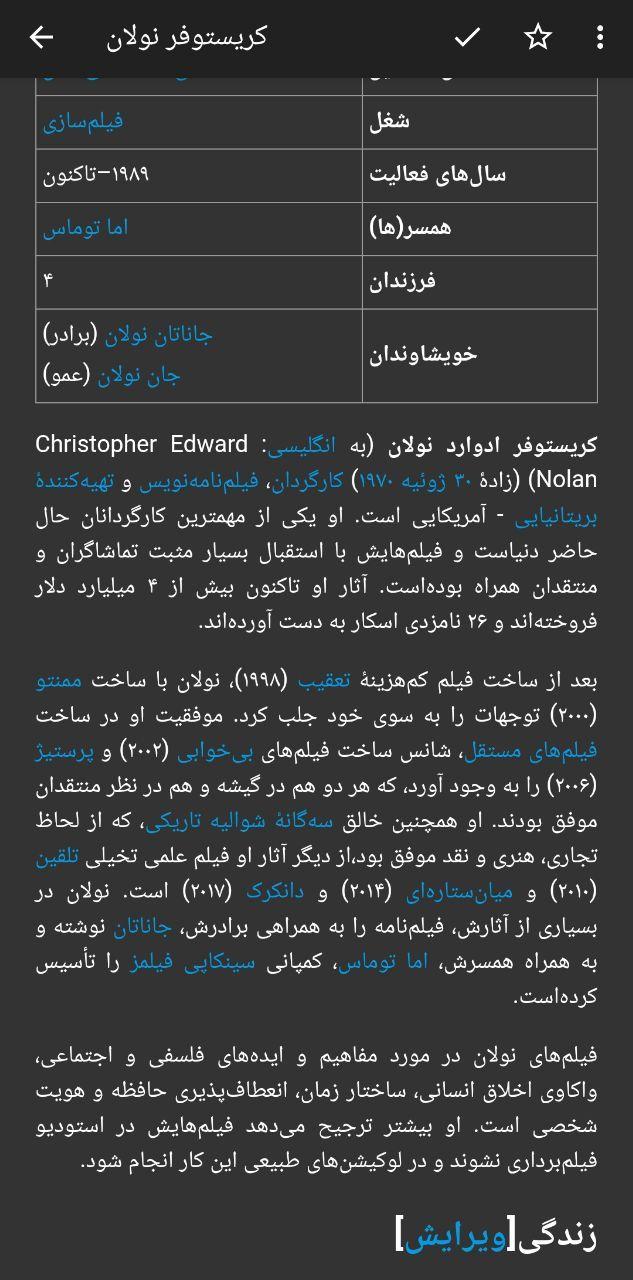 کریستوفر نولان
شغل
فیلم‌سازی
سال‌های فعالیت
۱۹۸۹–تاکنون
همسر(ها)
اما توماس
فرزندان
۴
خویشاوندان
جاناتان نولان (برادر)
جان نولان (عمو)
کریستوفر ادوارد نولان (به انگلیسی: Christopher Edward
Nolan) (زادهٔ ۳۰ ژوئیه ۱۹۷۰) کارگردان، فیلم‌نامه‌نویس و تهیه‌کنندهٔ
بریتانیایی - آمریکایی است. او یکی از مهمترین کارگردانان حال
حاضر دنیاست و فیلم‌هایش با استقبال بسیار مثبت تماشاگران و
منتقدان همراه بوده‌است. آثار او تاکنون بیش از ۴ میلیارد دلار
فروخته‌اند و ۲۶ نامزدی اسکار به دست آورده‌اند.
بعد از ساخت فیلم کم‌هزینهٔ تعقیب (۱۹۹۸)، نولان با ساخت ممنتو
(۲۰۰۰) توجهات را به سوی خود جلب کرد. موفقیت او در ساخت
فیلم‌های مستقل، شانس ساخت فیلم‌های بی‌خوابی (۲۰۰۲) و پرستیژ
(۲۰۰۶) را به وجود آورد، که هر دو هم در گیشه و هم در نظر منتقدان
موفق بودند. او همچنین خالق سه‌گانهٔ شوالیه تاریکی، که از لحاظ
تجاری، هنری و نقد موفق بود،از دیگر آثار او فیلم علمی تخیلی تلقین
(۲۰۱۰) و میان‌ستاره‌ای (۲۰۱۴) و دانکرک (۲۰۱۷) است. نولان در
بسیاری از آثارش، فیلم‌نامه را به همراهی برادرش، جاناتان نوشته و
به همراه همسرش، اما توماس، کمپانی سینکاپی فیلمز را تأسیس
کرده‌است.
فیلم‌های نولان در مورد مفاهیم و ایده‌های فلسفی و اجتماعی،
واکاوی اخلاق انسانی، ساختار زمان، انعطاف‌پذیری حافظه و هویت
شخصی است. او بیشتر ترجیح می‌دهد فیلم‌هایش در استودیو
فیلم‌برداری نشوند و در لوکیشن‌های طبیعی این کار انجام شود.
زندگی[ویرایش]